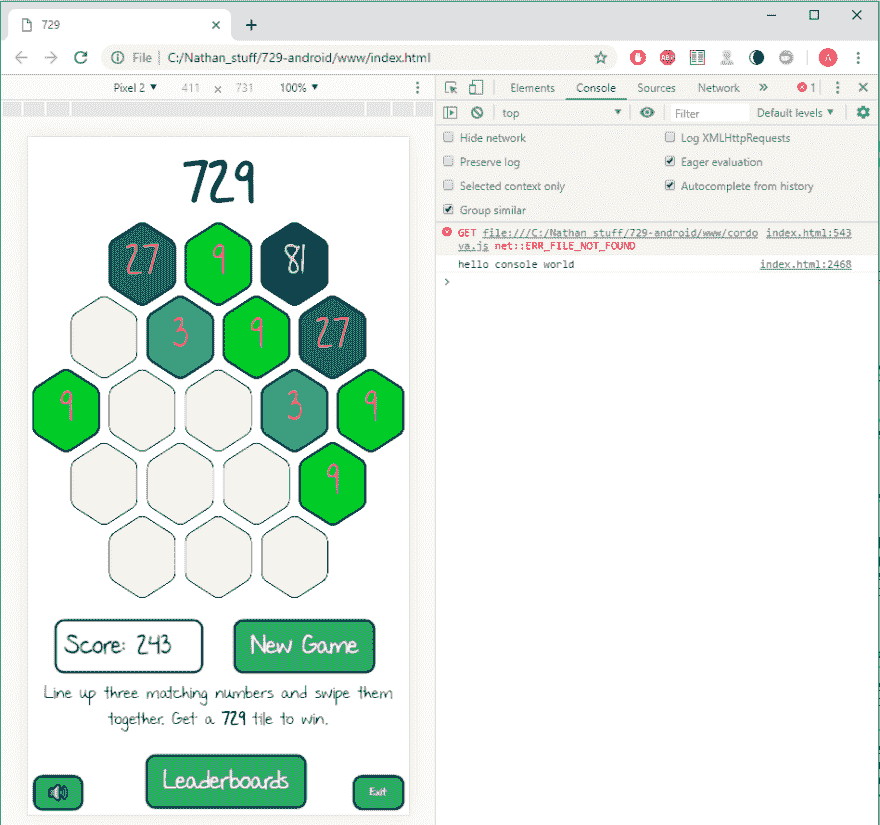 729
File C:/Nathan_stuff/729-android/www/index.html
Pixel 2 411 x 731 100%
Elements Console Sources Network » 1
top Filter Default levels
Hide network Log XMLHttpRequests
Preserve log Eager evaluation
Selected context only Autocomplete from history
Group similar
GET file:///C:/Nathan_stuff/729-android/www/cordo index.html:543
va.js net::ERR_FILE_NOT_FOUND
hello console world index.html:2468
729
27 9 81
3 9 27
9 3 9
9
Score: 243 New Game
Line up three matching numbers and swipe them
together. Get a 729 tile to win.
Leaderboards
Exit